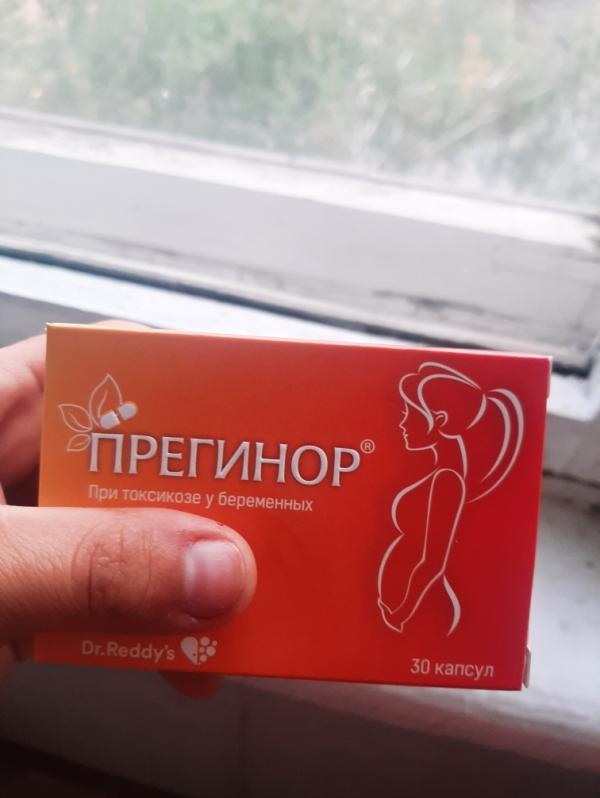 ПРЕГИНОР®
При токсикозе у беременных
Dr.Reddy's
30 капсул